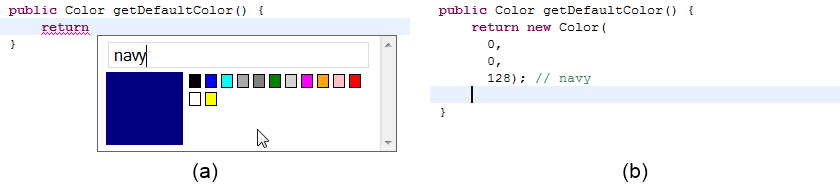 public Color getDefaultColor() {
    return
}
navy
(a)
public Color getDefaultColor() {
    return new Color(
      0,
      0,
      128); // navy
}
(b)